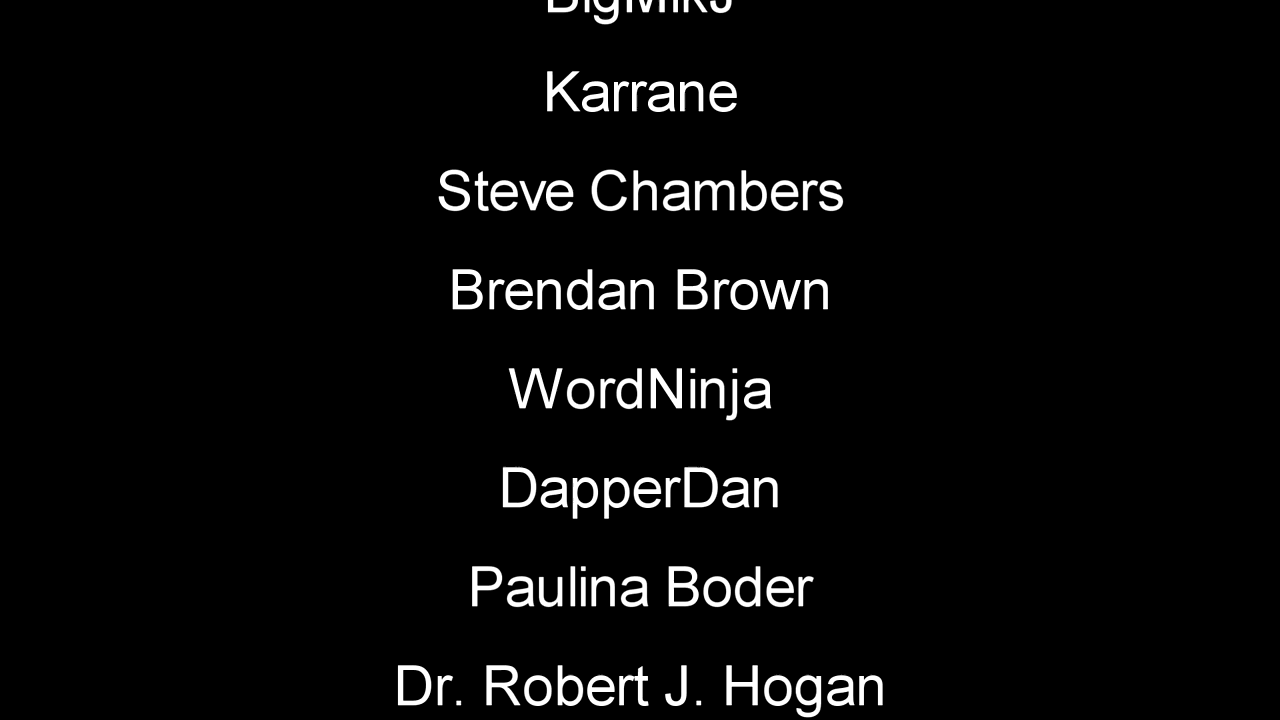 Karrane
Steve Chambers
Brendan Brown
WordNinja
DapperDan
Paulina Boder
Dr. Robert J. Hogan